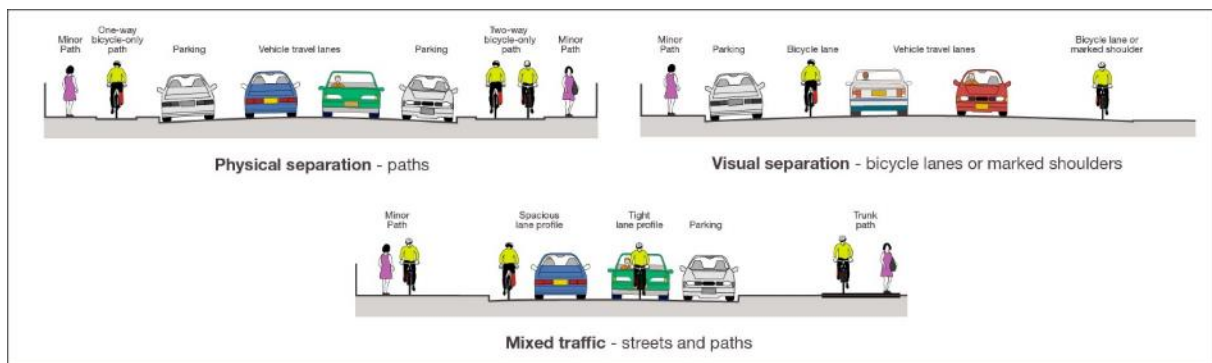 One-way
bicycle-only
path
Two-way
bicycle-only
path
Minor
Path
Parking
Vehicle travel lanes
Parking
Minor
Path
Physical separation - paths
Minor
Path
Parking
Bicycle lane
Vehicle travel lanes
Bicycle lane or
marked shoulder
Visual separation - bicycle lanes or marked shoulders
Minor
Path
Spacious
lane profile
Tight
lane profile
Parking
Trunk
path
Mixed traffic - streets and paths